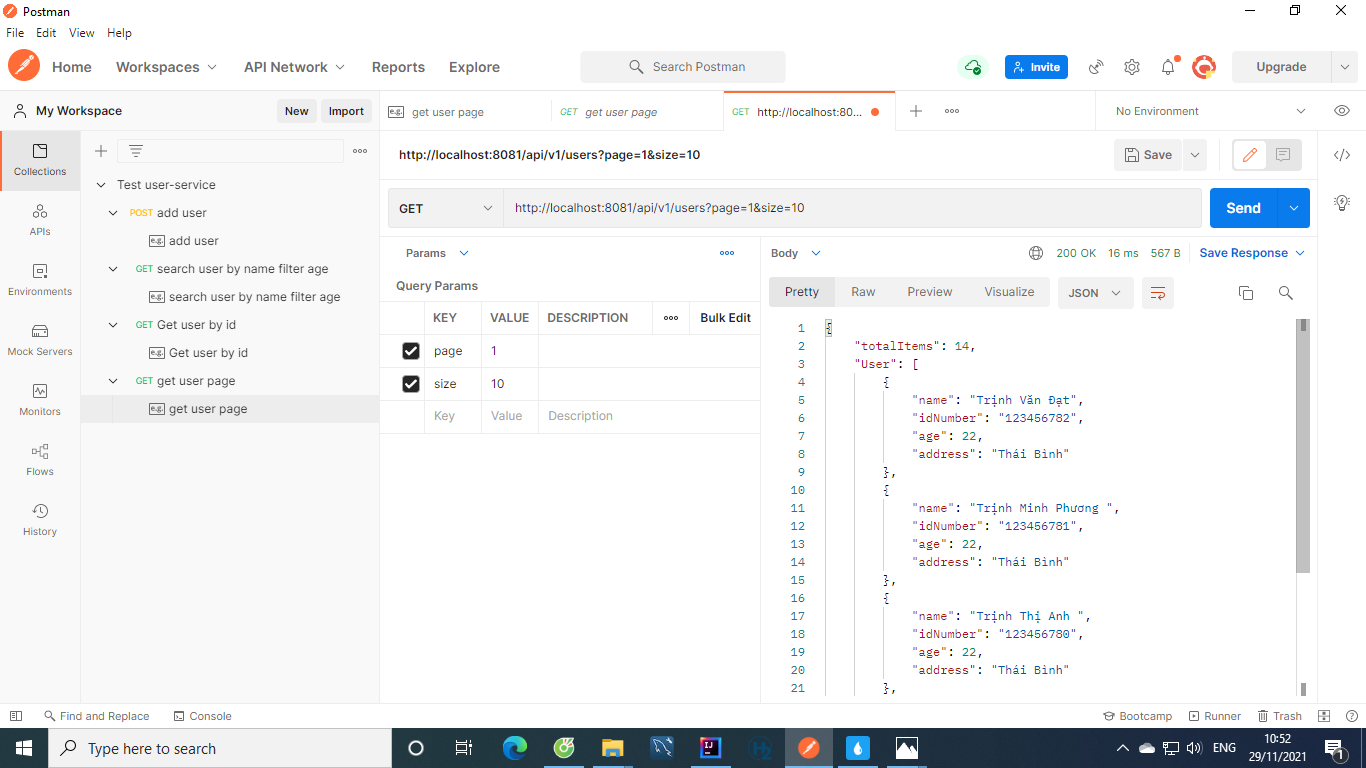 Postman
File Edit View Help
Home Workspaces API Network Reports Explore Search Postman Invite Upgrade
My Workspace New Import
e.g. get user page GET get user page GET http://localhost:80... No Environment
Collections
APIs
Environments
Mock Servers
Monitors
Flows
History
Test user-service
POST add user
e.g. add user
GET search user by name filter age
e.g. search user by name filter age
GET Get user by id
e.g. Get user by id
GET get user page
e.g. get user page
http://localhost:8081/api/v1/users?page=1&size=10 Save
GET http://localhost:8081/api/v1/users?page=1&size=10 Send
Params
Query Params
KEY VALUE DESCRIPTION Bulk Edit
page 1
size 10
Key Value Description
Body 200 OK 16 ms 567 B Save Response
Pretty Raw Preview Visualize JSON
1 {
2 "totalItems": 14,
3 "User": [
4 {
5 "name": "Trịnh Văn Đạt",
6 "idNumber": "123456782",
7 "age": 22,
8 "address": "Thái Bình"
9 },
10 {
11 "name": "Trịnh Minh Phương ",
12 "idNumber": "123456781",
13 "age": 22,
14 "address": "Thái Bình"
15 },
16 {
17 "name": "Trịnh Thị Anh ",
18 "idNumber": "123456780",
19 "age": 22,
20 "address": "Thái Bình"
21 },
Find and Replace Console Bootcamp Runner Trash
Type here to search
IJ H2
ENG
10:52
29/11/2021
1